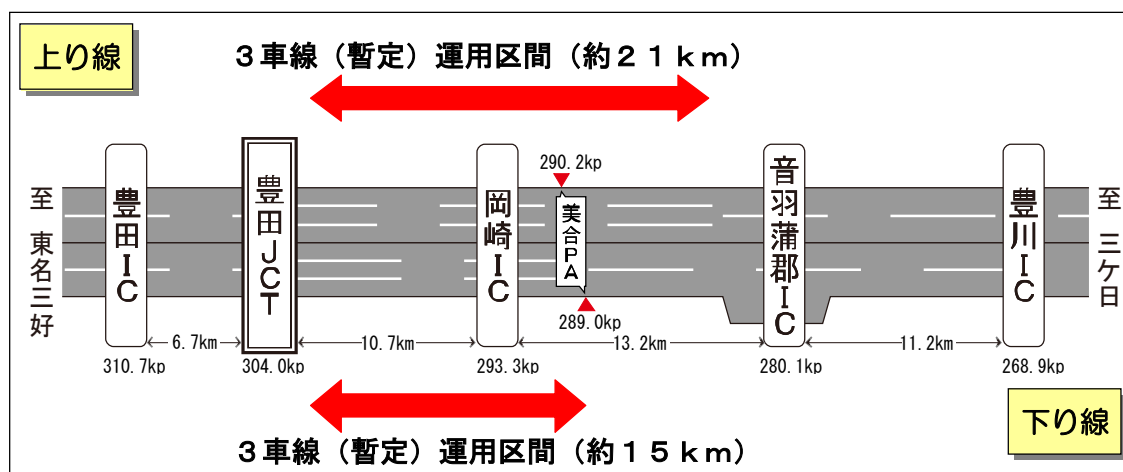 上り線
３車線（暫定）運用区間（約２１ｋｍ）
至 東名三好
豊田ＩＣ
豊田ＪＣＴ
岡崎ＩＣ
290.2kp
美合ＰＡ
289.0kp
音羽蒲郡ＩＣ
豊川ＩＣ
至 三ケ日
6.7km
10.7km
13.2km
11.2km
310.7kp
304.0kp
293.3kp
280.1kp
268.9kp
下り線
３車線（暫定）運用区間（約１５ｋｍ）